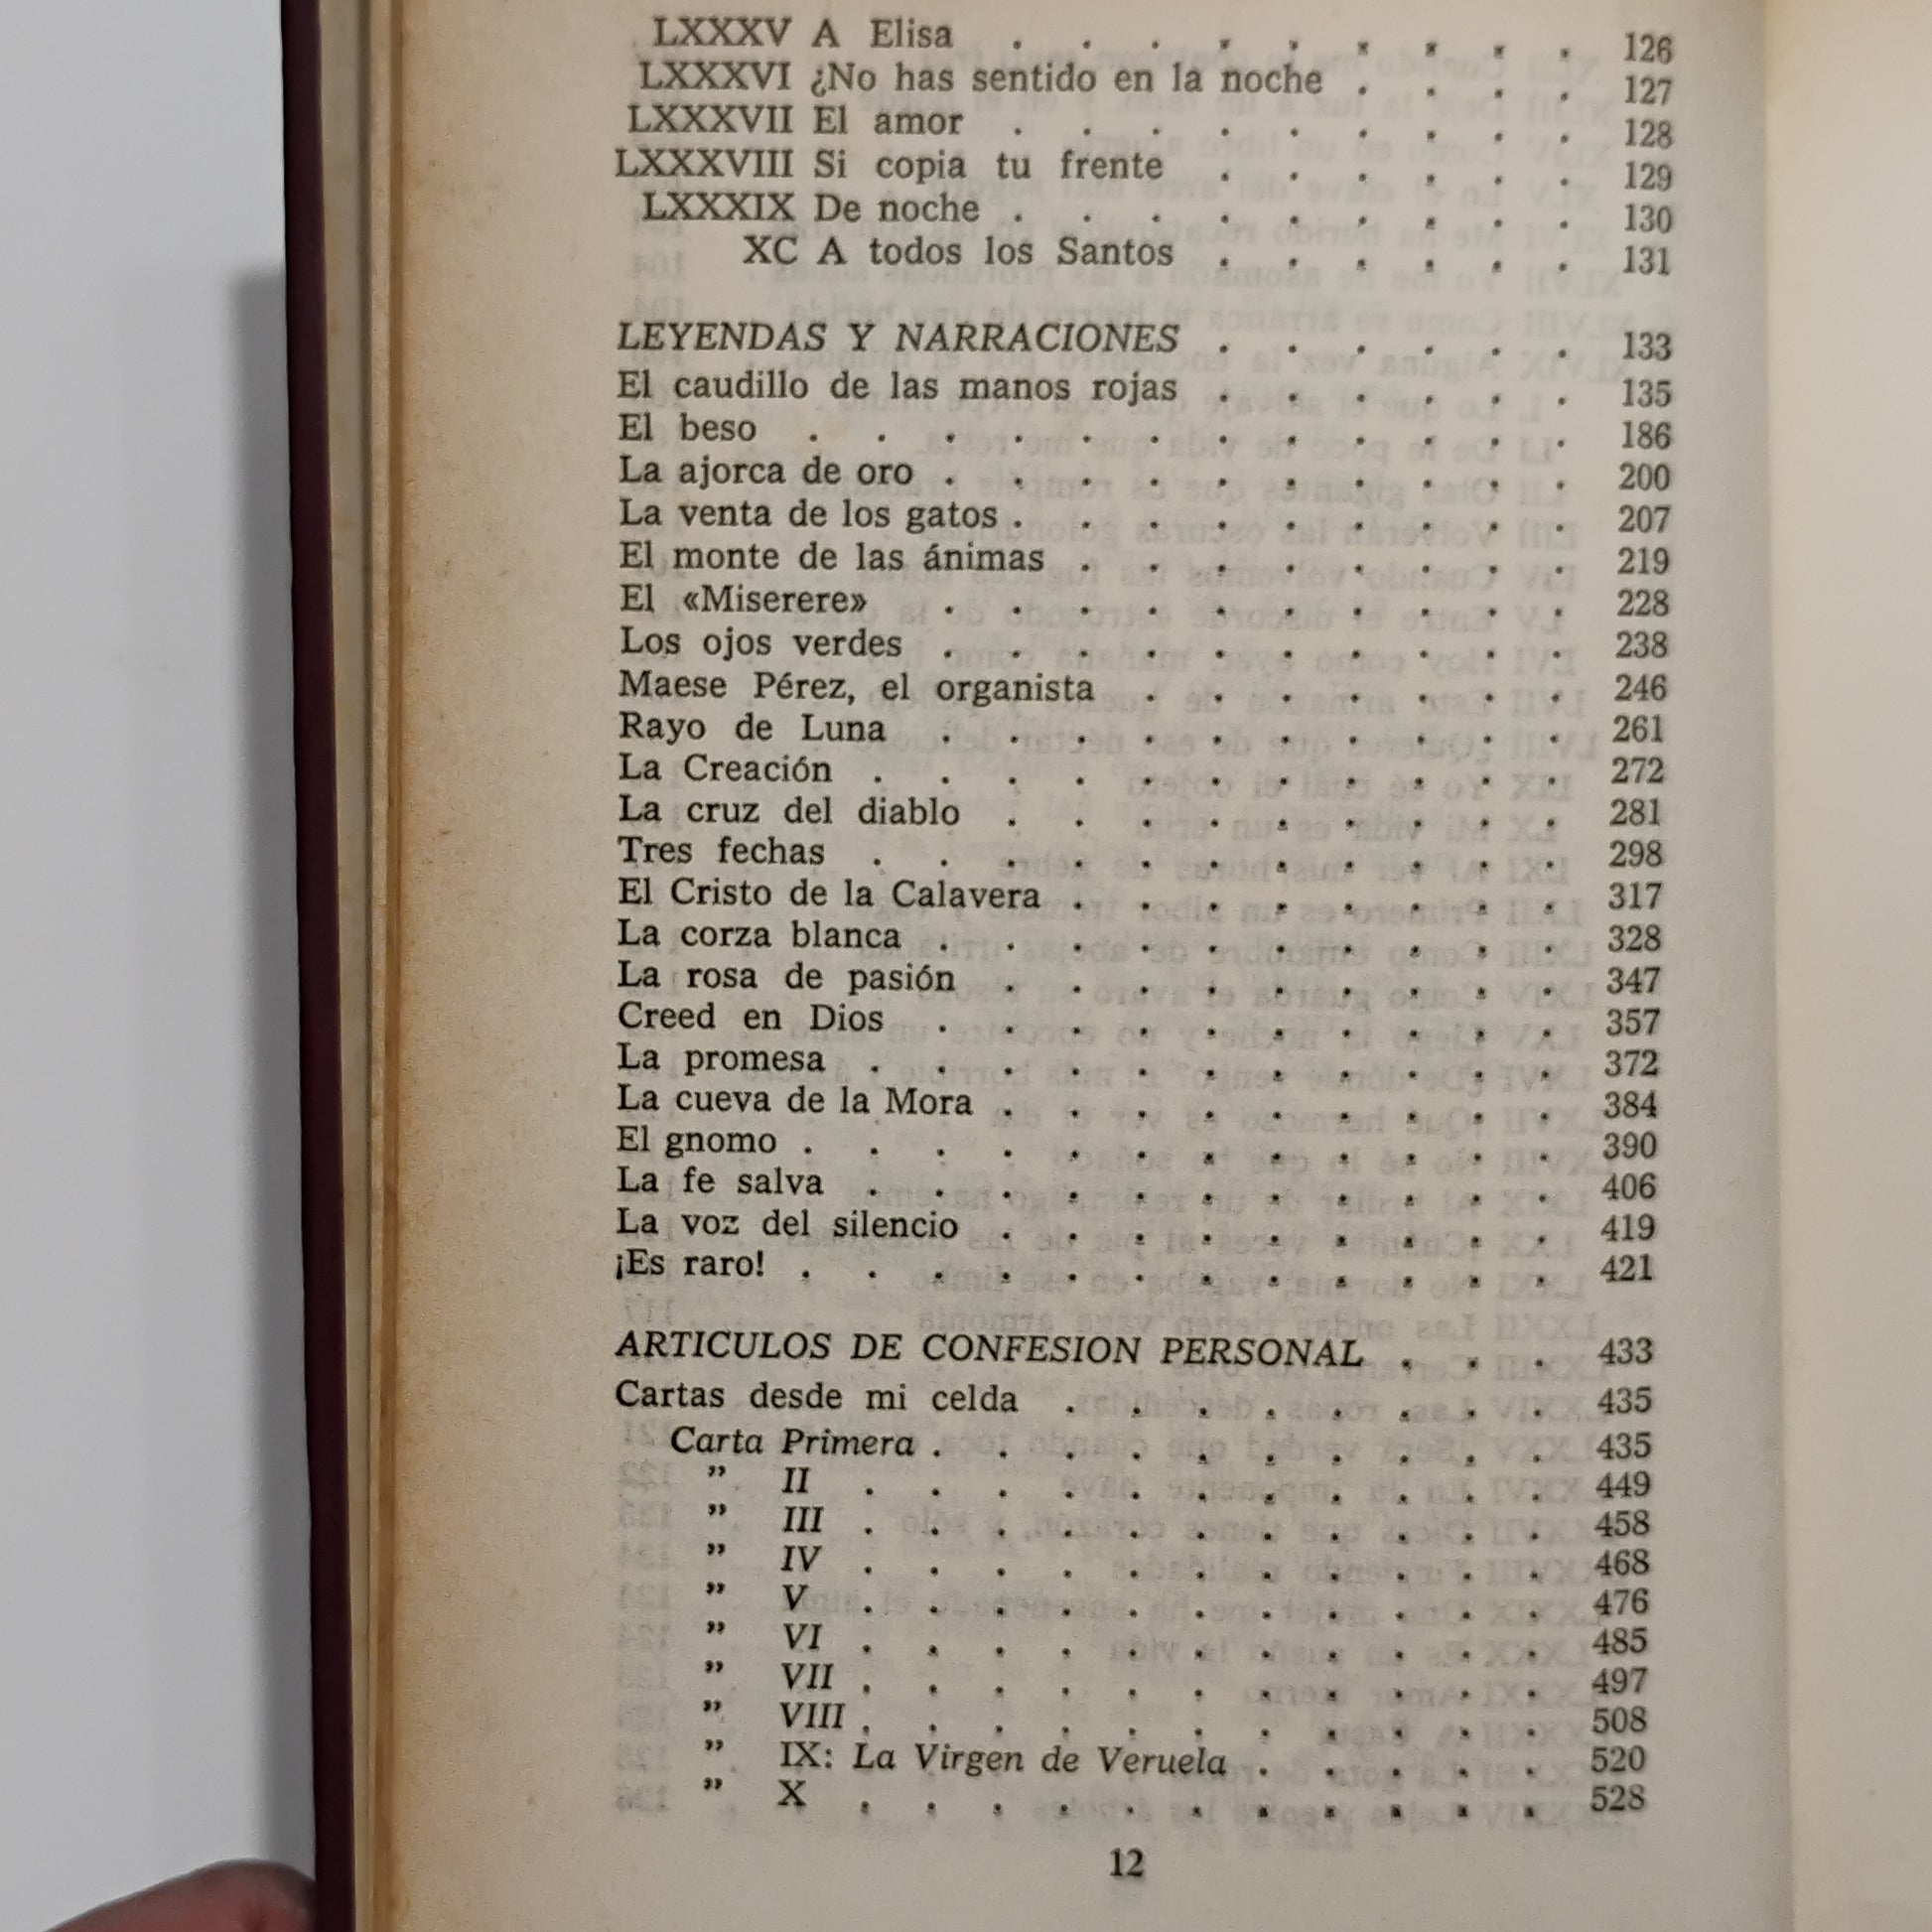 LXXXV A Elisa . . . . . . . . . 126
LXXXVI ¿No has sentido en la noche . . . . 127
LXXXVII El amor . . . . . . . . . 128
LXXXVIII Si copia tu frente . . . . . . 129
LXXXIX De noche . . . . . . . . . 130
XC A todos los Santos . . . . . . 131
LEYENDAS Y NARRACIONES . . . . . . 133
El caudillo de las manos rojas . . . . . . 135
El beso . . . . . . . . . . . . 186
La ajorca de oro . . . . . . . . . . 200
La venta de los gatos . . . . . . . . . 207
El monte de las ánimas . . . . . . . . 219
El «Miserere» . . . . . . . . . . 228
Los ojos verdes . . . . . . . . . . 238
Maese Pérez, el organista . . . . . . . 246
Rayo de Luna . . . . . . . . . . 261
La Creación . . . . . . . . . . . 272
La cruz del diablo . . . . . . . . . 281
Tres fechas . . . . . . . . . . . 298
El Cristo de la Calavera . . . . . . . . 317
La corza blanca . . . . . . . . . . 328
La rosa de pasión . . . . . . . . . 347
Creed en Dios . . . . . . . . . . 357
La promesa . . . . . . . . . . . 372
La cueva de la Mora . . . . . . . . . 384
El gnomo . . . . . . . . . . . . 390
La fe salva . . . . . . . . . . . 406
La voz del silencio . . . . . . . . . 419
¡Es raro! . . . . . . . . . . . . 421
ARTICULOS DE CONFESION PERSONAL . . . 433
Cartas desde mi celda . . . . . . . . 435
Carta Primera . . . . . . . . . . 435
” II . . . . . . . . . . . 449
” III . . . . . . . . . . . 458
” IV . . . . . . . . . . . 468
” V . . . . . . . . . . . 476
” VI . . . . . . . . . . . 485
” VII . . . . . . . . . . . 497
” VIII . . . . . . . . . . . 508
” IX: La Virgen de Veruela . . . . . 520
” X . . . . . . . . . . . 528
12